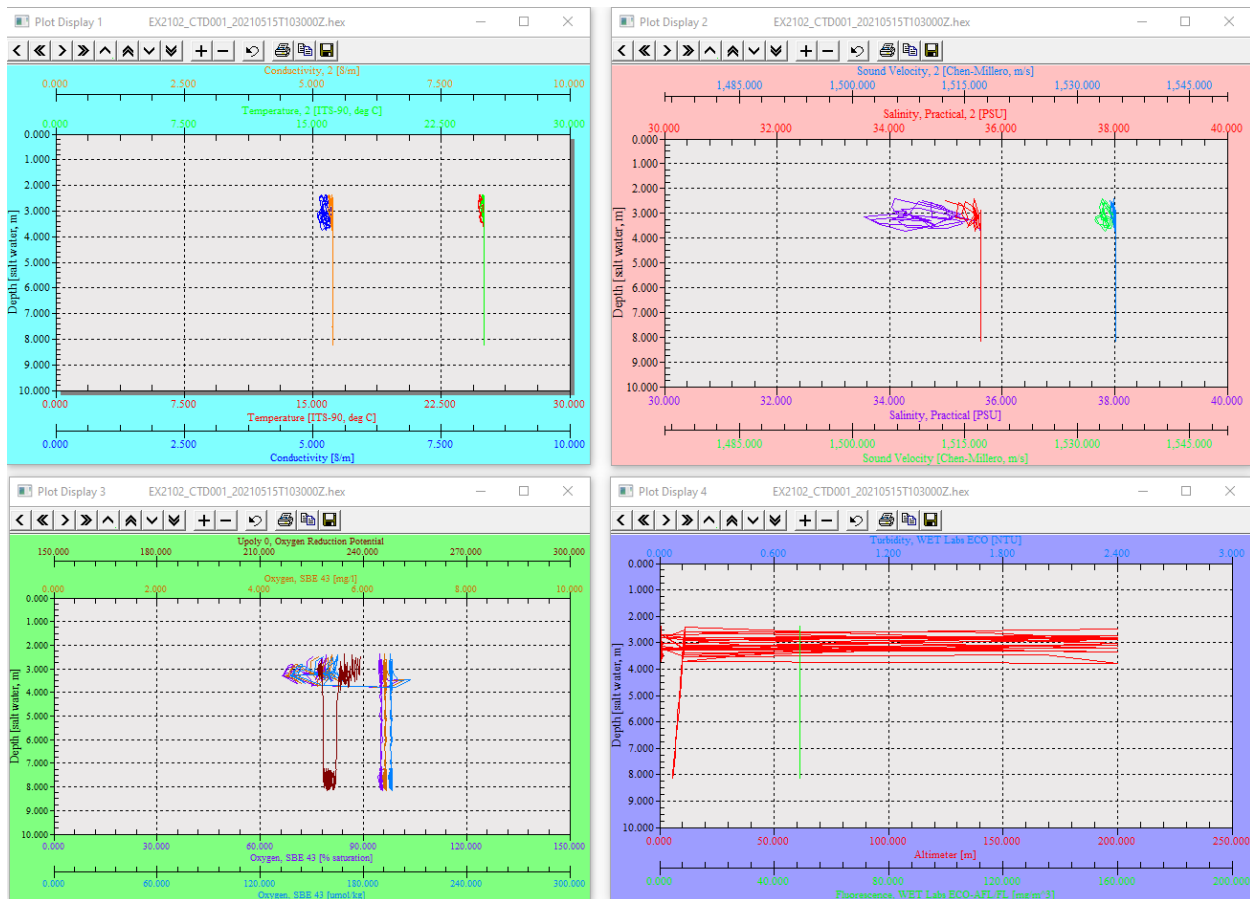 Plot Display 1 EX2102_CTD001_20210515T103000Z.hex
Conductivity, 2 [S/m]
0.000 2.500 5.000 7.500 10.000
Temperature, 2 [ITS-90, deg C]
0.000 7.500 15.000 22.500 30.000
0.000
1.000
2.000
3.000
4.000
5.000
6.000
7.000
8.000
9.000
10.000
Depth [salt water, m]
0.000 7.500 15.000 22.500 30.000
Temperature [ITS-90, deg C]
0.000 2.500 5.000 7.500 10.000
Conductivity [S/m]
Plot Display 2 EX2102_CTD001_20210515T103000Z.hex
Sound Velocity, 2 [Chen-Millero, m/s]
1,485.000 1,500.000 1,515.000 1,530.000 1,545.000
Salinity, Practical, 2 [PSU]
30.000 32.000 34.000 36.000 38.000 40.000
0.000
1.000
2.000
3.000
4.000
5.000
6.000
7.000
8.000
9.000
10.000
Depth [salt water, m]
30.000 32.000 34.000 36.000 38.000 40.000
Salinity, Practical [PSU]
1,485.000 1,500.000 1,515.000 1,530.000 1,545.000
Sound Velocity [Chen-Millero, m/s]
Plot Display 3 EX2102_CTD001_20210515T103000Z.hex
Upoly 0, Oxygen Reduction Potential
150.000 180.000 210.000 240.000 270.000 300.000
Oxygen, SBE 43 [mg/l]
0.000 2.000 4.000 6.000 8.000 10.000
0.000
1.000
2.000
3.000
4.000
5.000
6.000
7.000
8.000
9.000
10.000
Depth [salt water, m]
0.000 30.000 60.000 90.000 120.000 150.000
Oxygen, SBE 43 [% saturation]
0.000 60.000 120.000 180.000 240.000 300.000
Oxygen, SBE 43 [umol/kg]
Plot Display 4 EX2102_CTD001_20210515T103000Z.hex
Turbidity, WET Labs ECO [NTU]
0.000 0.600 1.200 1.800 2.400 3.000
0.000
1.000
2.000
3.000
4.000
5.000
6.000
7.000
8.000
9.000
10.000
Depth [salt water, m]
0.000 50.000 100.000 150.000 200.000 250.000
Altimeter [m]
0.000 40.000 80.000 120.000 160.000 200.000
Fluorescence, WET Labs ECO-AFL/FL [mg/m^3]